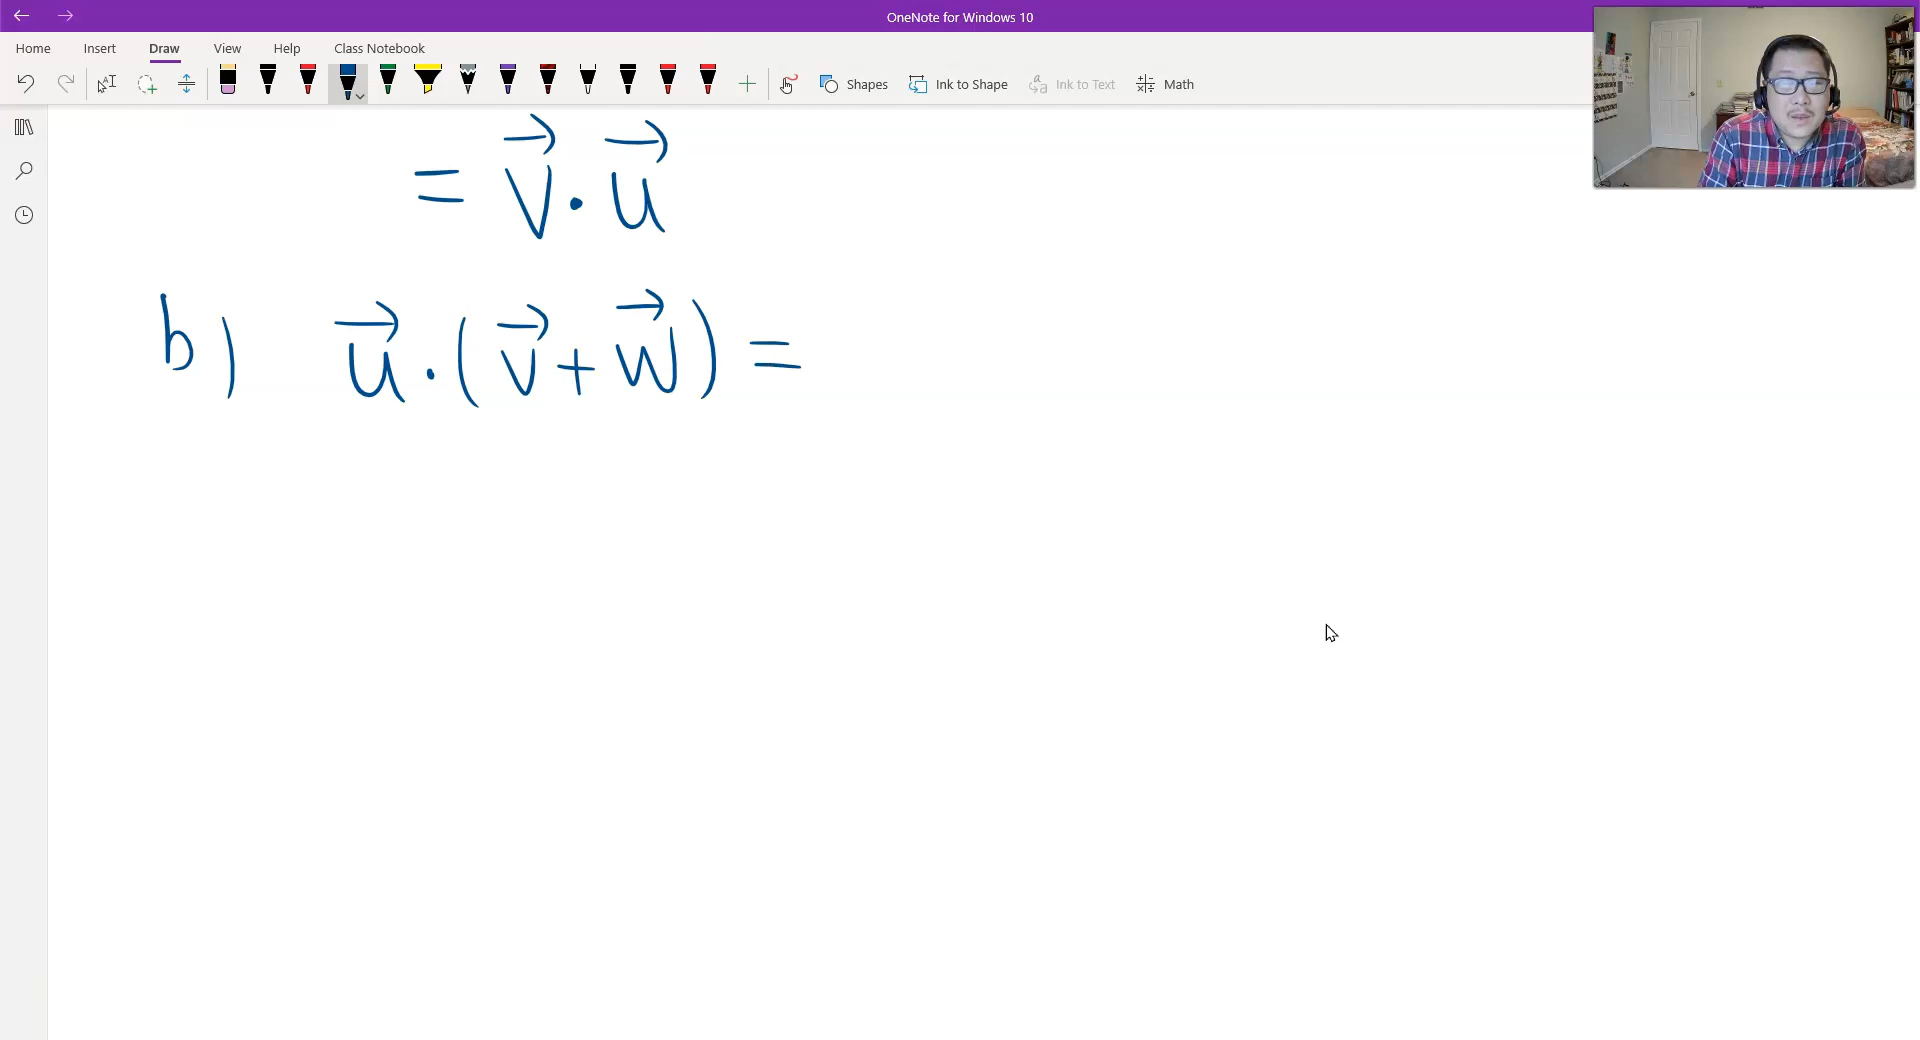 OneNote for Windows 10
Home Insert Draw View Help Class Notebook
Shapes Ink to Shape Ink to Text Math
= v⃗ · u⃗
b) u⃗ · ( v⃗ + w⃗ ) =